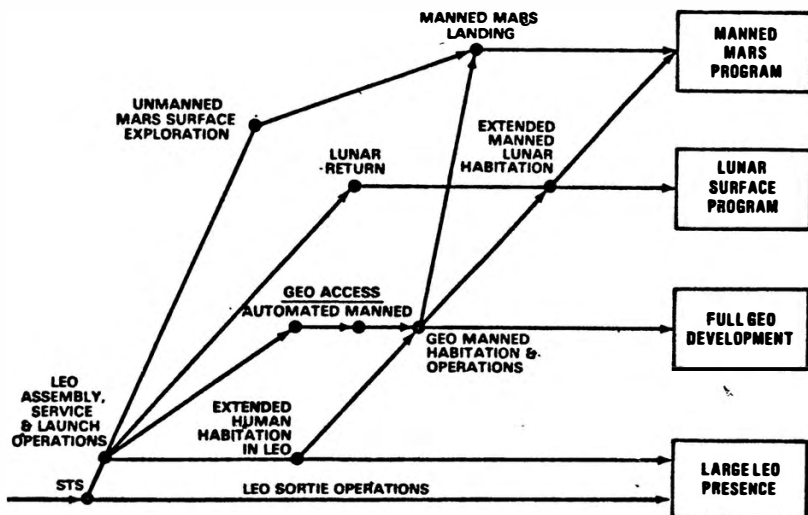 MANNED MARS
LANDING
MANNED
MARS
PROGRAM
UNMANNED
MARS SURFACE
EXPLORATION
EXTENDED
MANNED
LUNAR
HABITATION
LUNAR
RETURN
LUNAR
SURFACE
PROGRAM
GEO ACCESS
AUTOMATED MANNED
GEO MANNED
HABITATION &
OPERATIONS
FULL GEO
DEVELOPMENT
LEO
ASSEMBLY,
SERVICE
& LAUNCH
OPERATIONS
EXTENDED
HUMAN
HABITATION
IN LEO
LARGE LEO
PRESENCE
STS
LEO SORTIE OPERATIONS